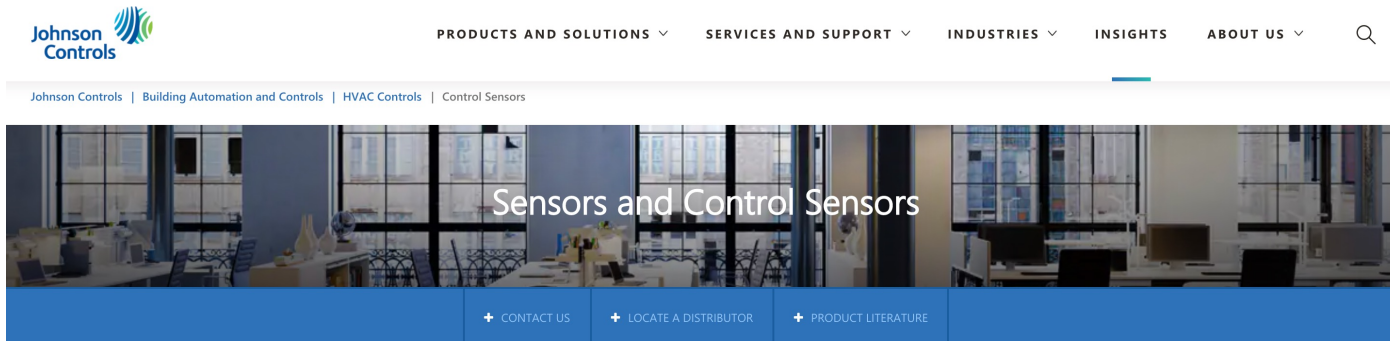 Johnson
Controls
PRODUCTS AND SOLUTIONS SERVICES AND SUPPORT INDUSTRIES INSIGHTS ABOUT US
Johnson Controls | Building Automation and Controls | HVAC Controls | Control Sensors
Sensors and Control Sensors
+ CONTACT US + LOCATE A DISTRIBUTOR + PRODUCT LITERATURE